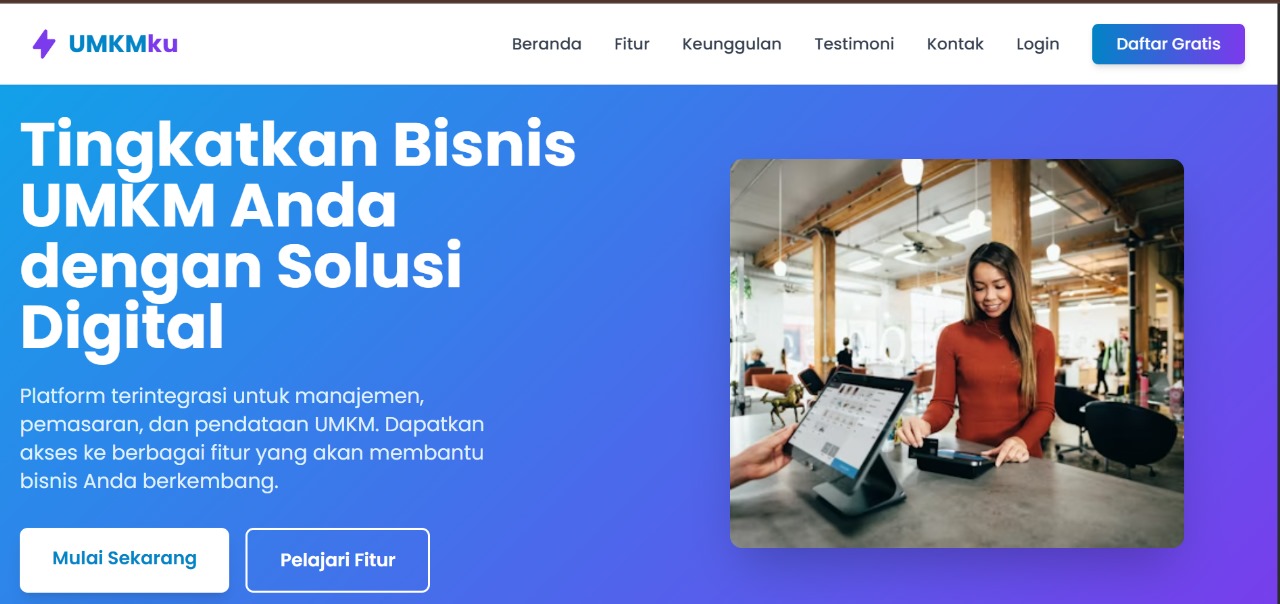 UMKMku
Beranda
Fitur
Keunggulan
Testimoni
Kontak
Login
Daftar Gratis
Tingkatkan Bisnis
UMKM Anda
dengan Solusi
Digital
Platform terintegrasi untuk manajemen,
pemasaran, dan pendataan UMKM. Dapatkan
akses ke berbagai fitur yang akan membantu
bisnis Anda berkembang.
Mulai Sekarang
Pelajari Fitur